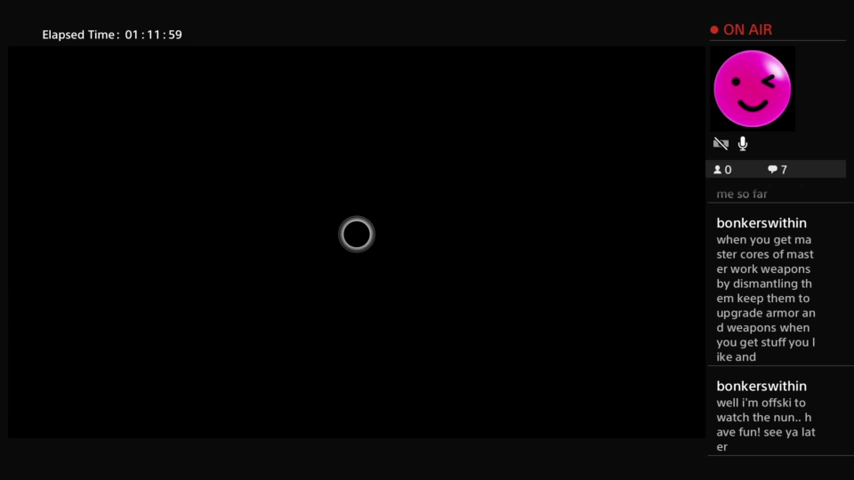 Elapsed Time: 01:11:59
ON AIR
0
7
me so far
bonkerswithin
when you get ma
ster cores of mast
er work weapons
by dismantling th
em keep them to
upgrade armor an
d weapons when
you get stuff you l
ike and
bonkerswithin
well i'm offski to
watch the nun.. h
ave fun! see ya lat
er